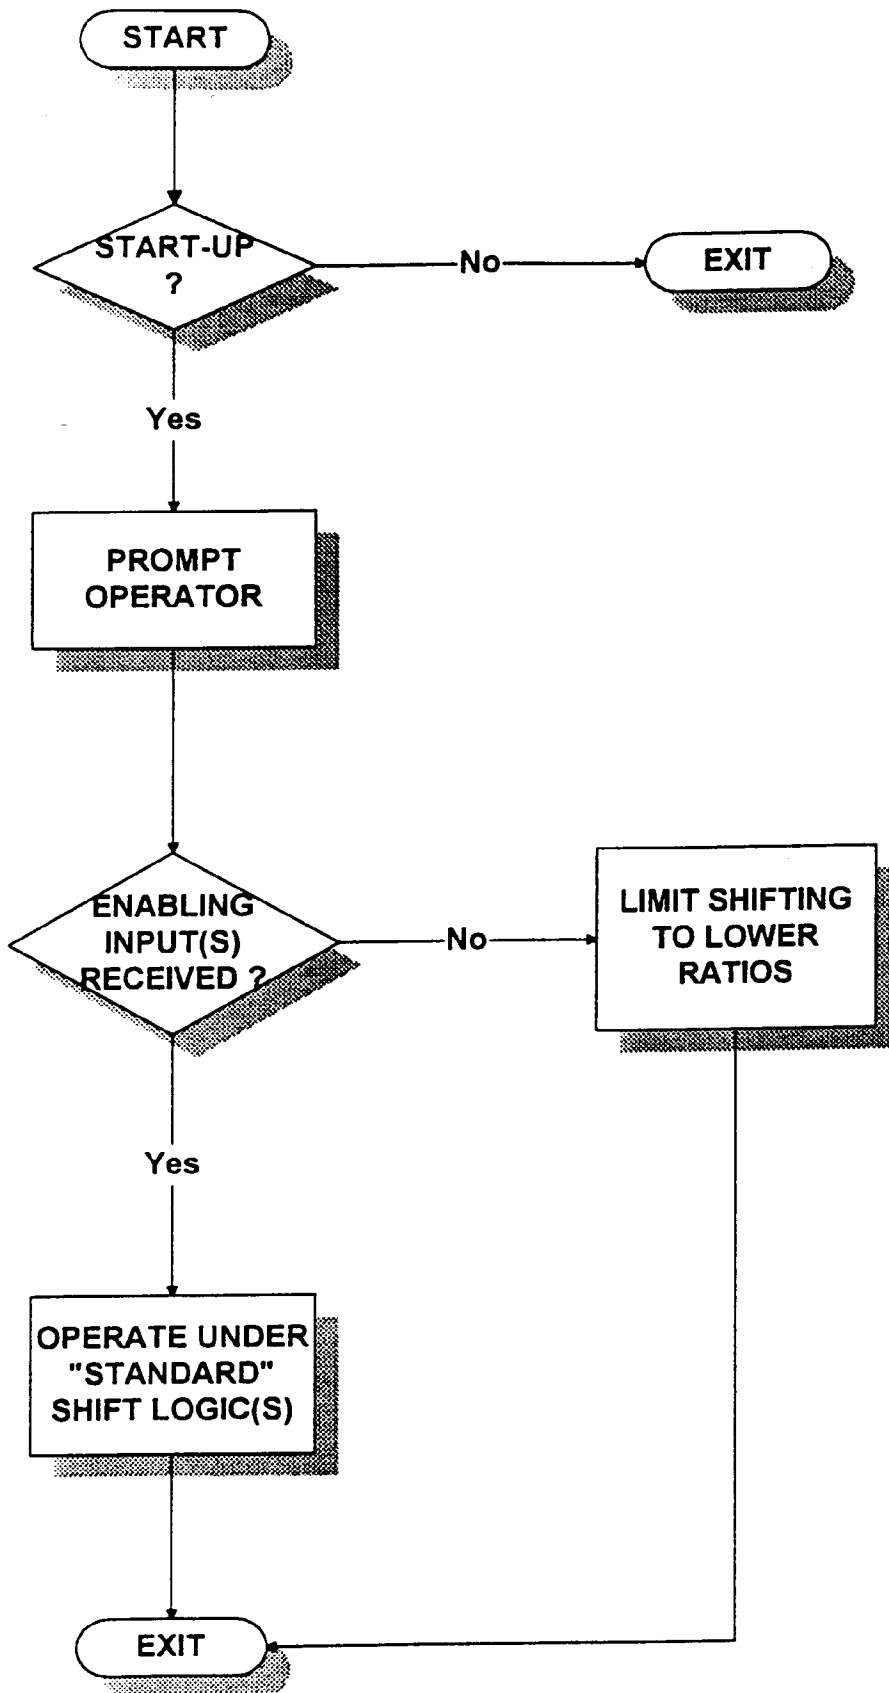 START
START-UP
?
No
EXIT
Yes
PROMPT
OPERATOR
ENABLING
INPUT(S)
RECEIVED ?
No
LIMIT SHIFTING
TO LOWER
RATIOS
Yes
OPERATE UNDER
"STANDARD"
SHIFT LOGIC(S)
EXIT